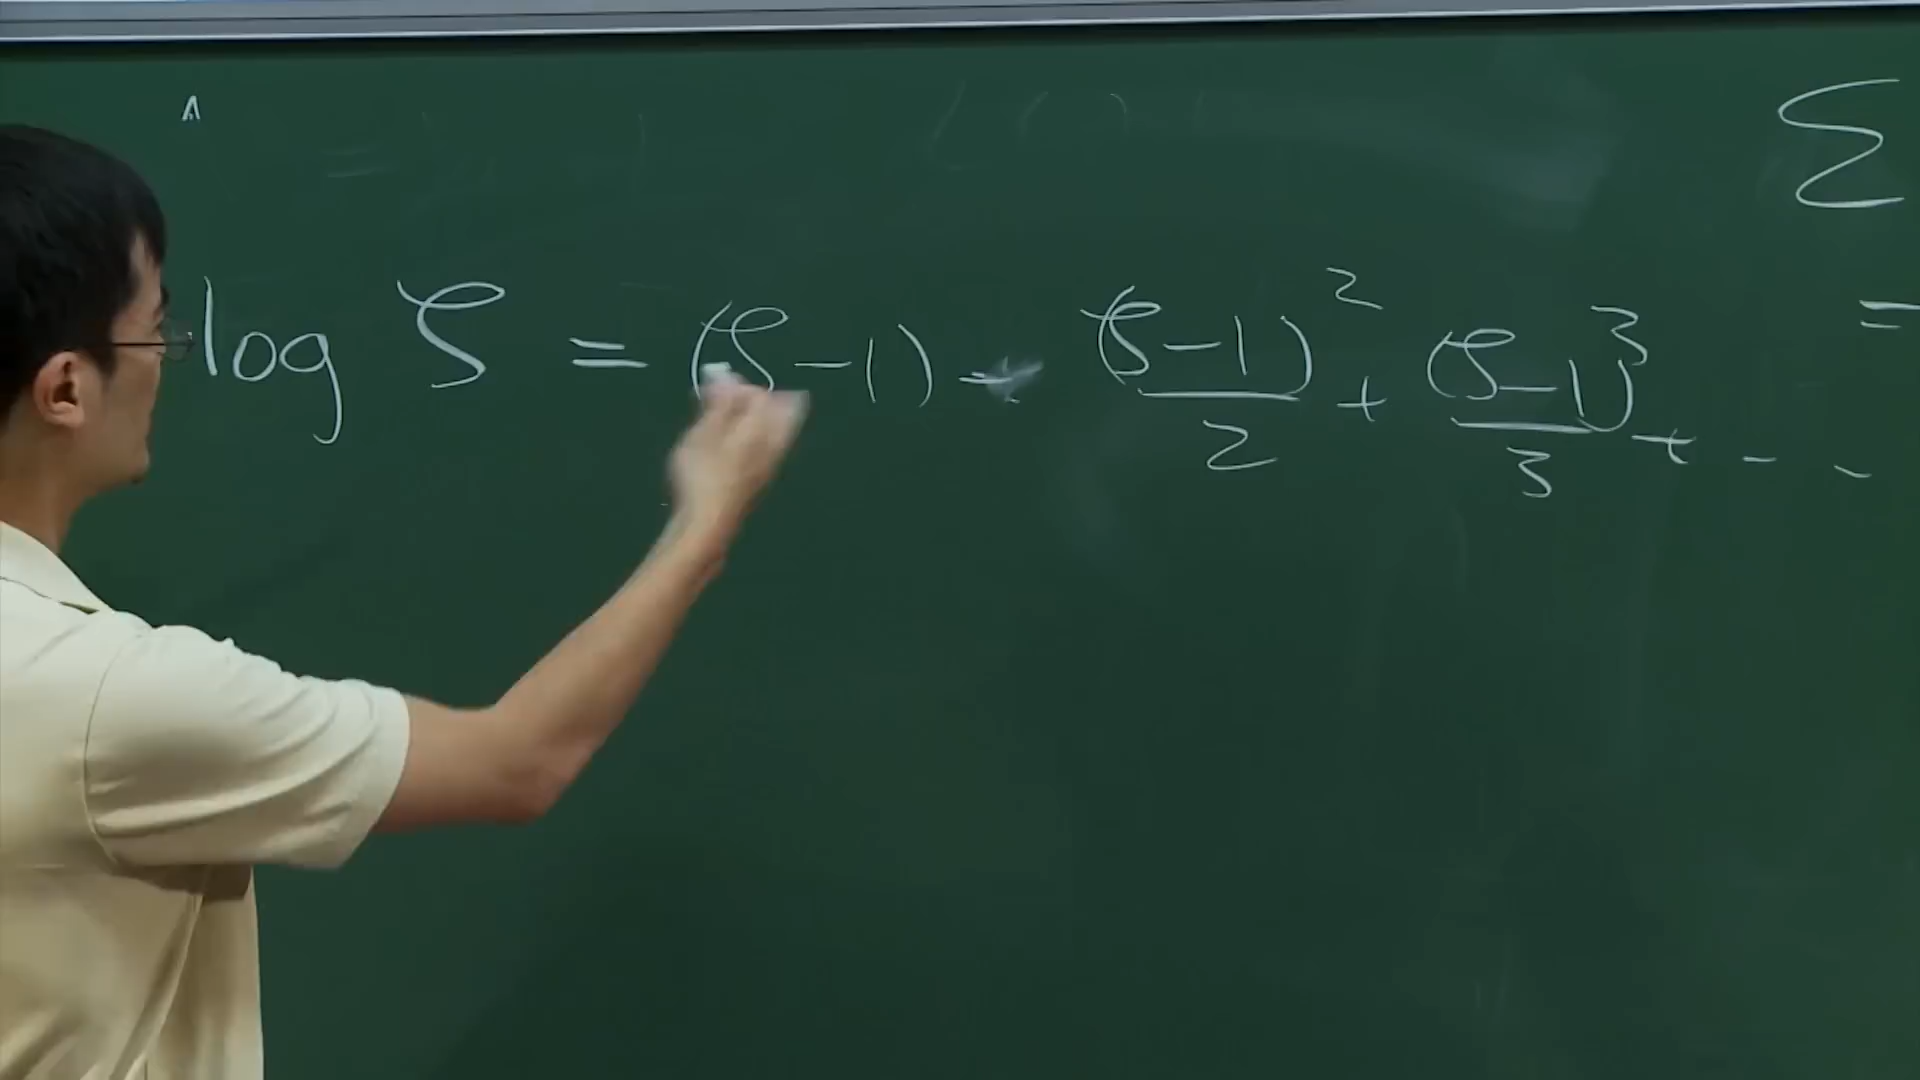 Σ
log ζ = (ζ-1) - (ζ-1)²/2 + (ζ-1)³/3 + - -
=